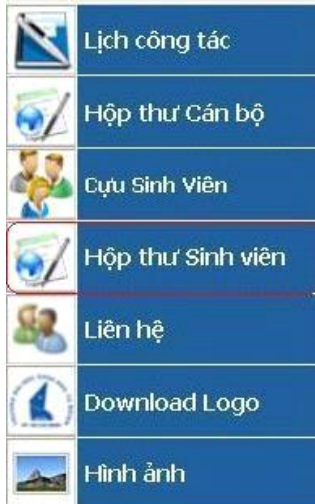 Lịch công tác
Hộp thư Cán bộ
Cựu Sinh Viên
Hộp thư Sinh viên
Liên hệ
Download Logo
Hình ảnh